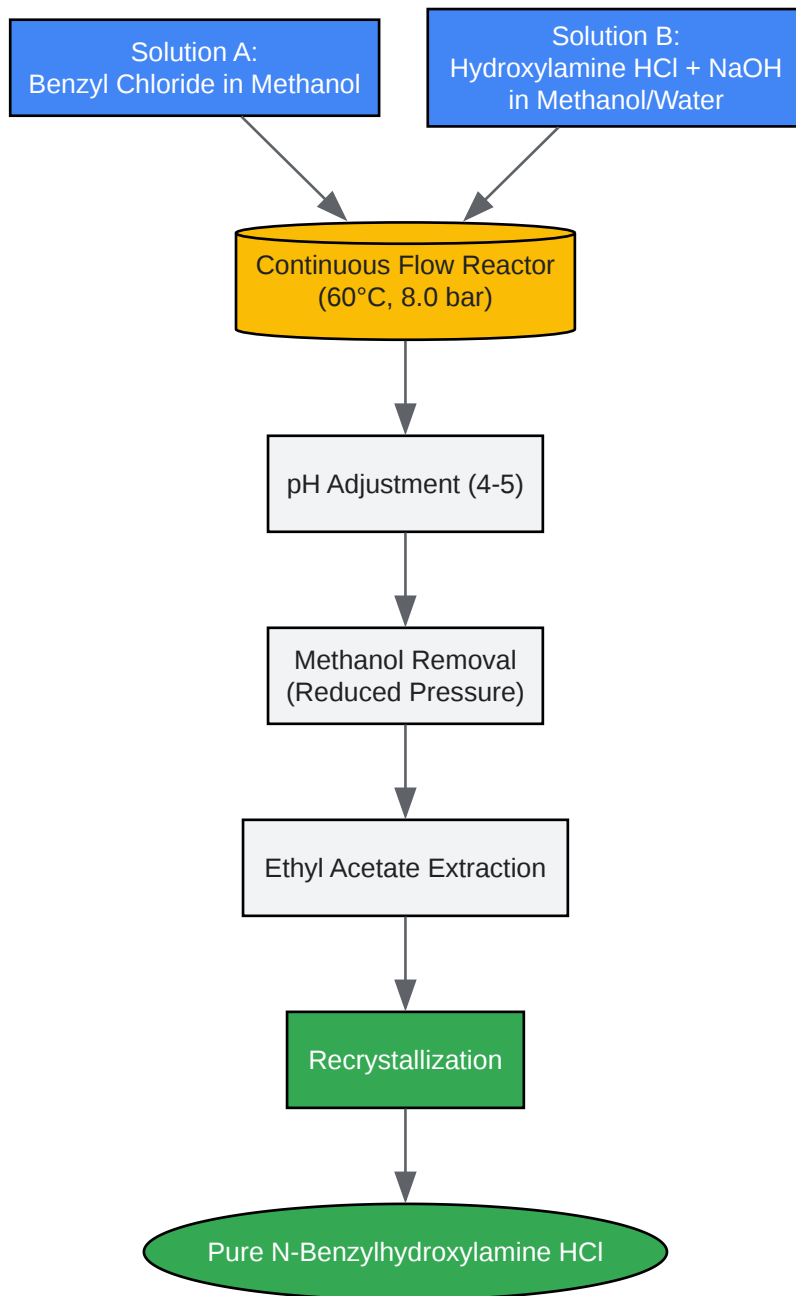 Solution A:
Benzyl Chloride in Methanol
Solution B:
Hydroxylamine HCl + NaOH
in Methanol/Water
Continuous Flow Reactor
(60°C, 8.0 bar)
pH Adjustment (4-5)
Methanol Removal
(Reduced Pressure)
Ethyl Acetate Extraction
Recrystallization
Pure N-Benzylhydroxylamine HCl